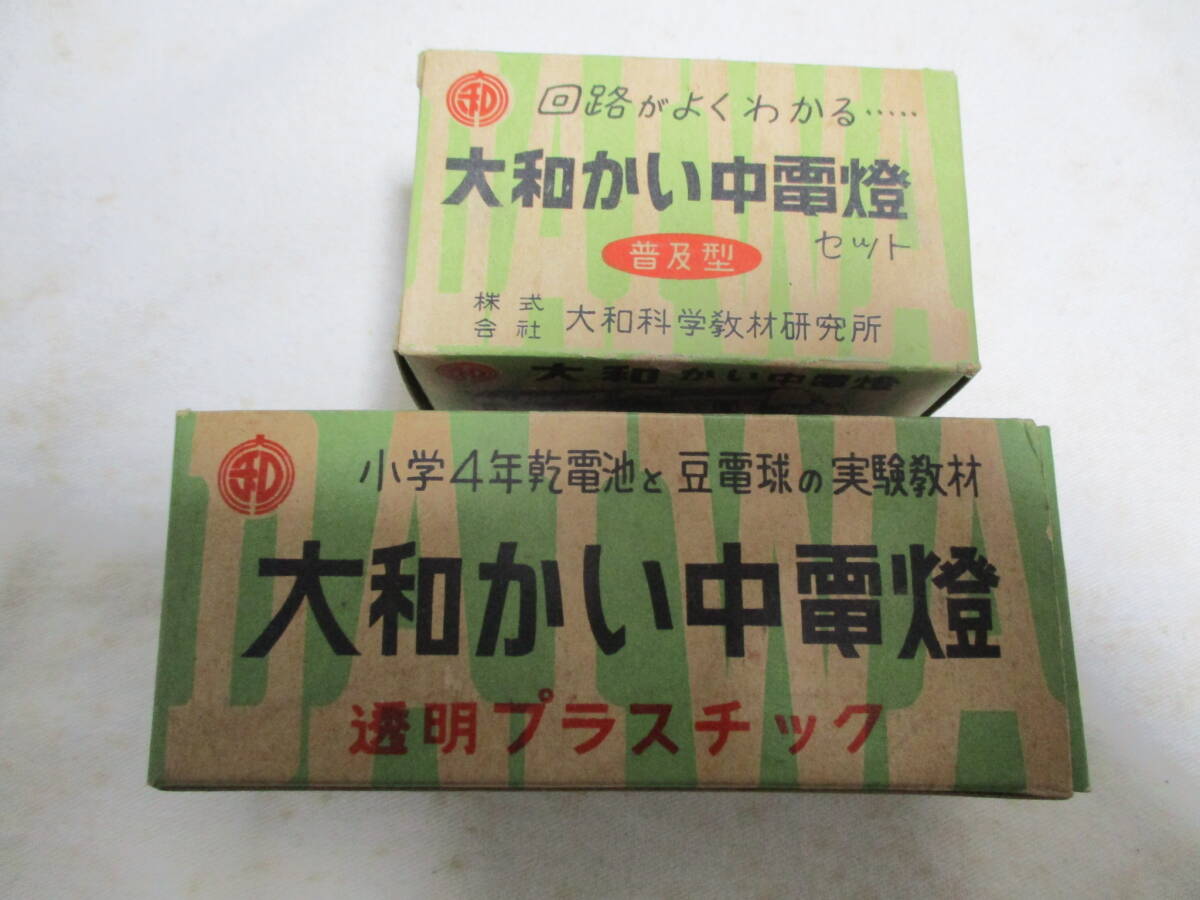 和 回路がよくわかる・・・・・
大和かい中電燈
セット
普及型
株式会社 大和科学教材研究所
大和かい中電燈
和 小学4年乾電池と豆電球の実験教材
大和かい中電燈
透明プラスチック
DAIWA